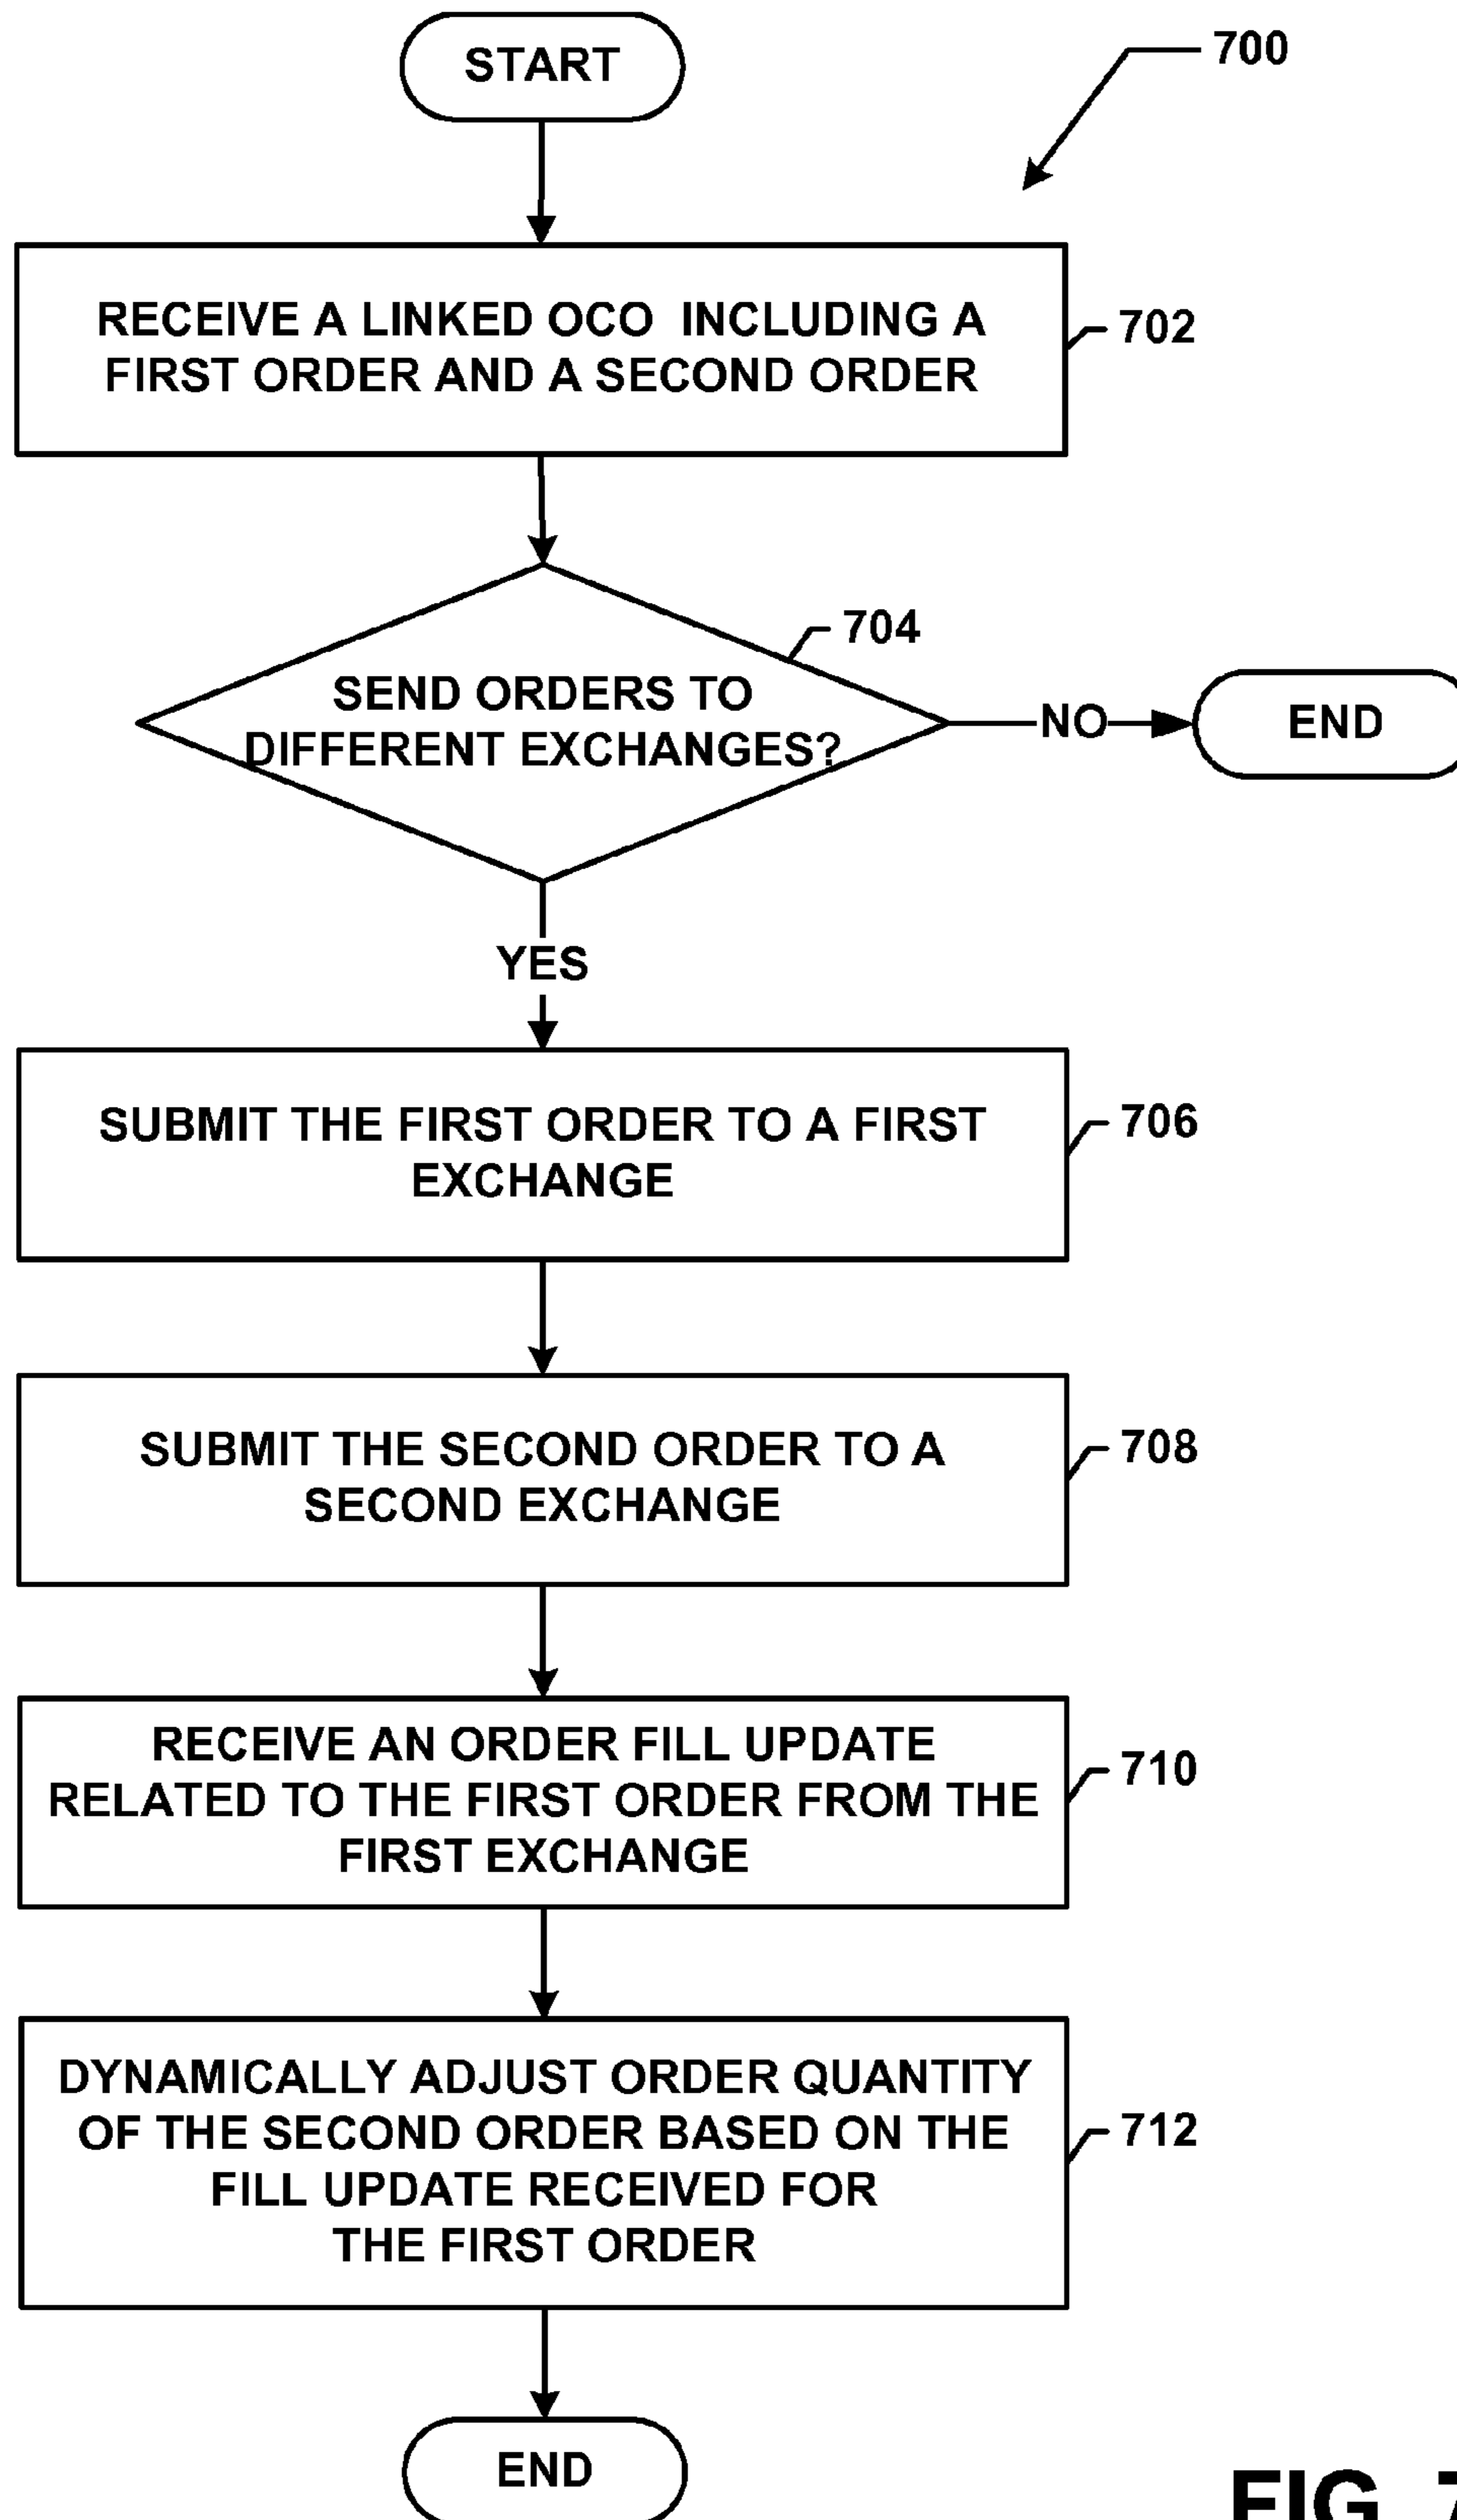 START
700
RECEIVE A LINKED OCO INCLUDING A
FIRST ORDER AND A SECOND ORDER
702
704
SEND ORDERS TO
DIFFERENT EXCHANGES?
NO
END
YES
SUBMIT THE FIRST ORDER TO A FIRST
EXCHANGE
706
SUBMIT THE SECOND ORDER TO A
SECOND EXCHANGE
708
RECEIVE AN ORDER FILL UPDATE
RELATED TO THE FIRST ORDER FROM THE
FIRST EXCHANGE
710
DYNAMICALLY ADJUST ORDER QUANTITY
OF THE SECOND ORDER BASED ON THE
FILL UPDATE RECEIVED FOR
THE FIRST ORDER
712
END
FIG. 7